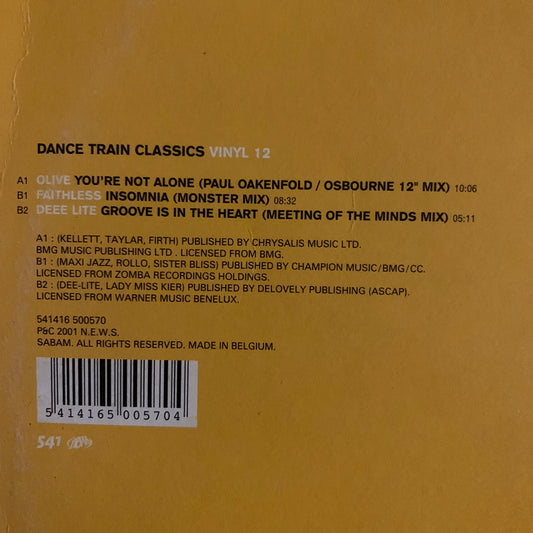 DANCE TRAIN CLASSICS VINYL 12
A1 OLIVE YOU'RE NOT ALONE (PAUL OAKENFOLD / OSBOURNE 12" MIX) 10:06
B1 FAITHLESS INSOMNIA (MONSTER MIX) 08:32
B2 DEEE LITE GROOVE IS IN THE HEART (MEETING OF THE MINDS MIX) 05:11
A1 : (KELLETT, TAYLAR, FIRTH) PUBLISHED BY CHRYSALIS MUSIC LTD.
BMG MUSIC PUBLISHING LTD . LICENSED FROM BMG.
B1 : (MAXI JAZZ, ROLLO, SISTER BLISS) PUBLISHED BY CHAMPION MUSIC/BMG/CC.
LICENSED FROM ZOMBA RECORDINGS HOLDINGS.
B2 : (DEE-LITE, LADY MISS KIER) PUBLISHED BY DELOVELY PUBLISHING (ASCAP).
LICENSED FROM WARNER MUSIC BENELUX.
541416 500570
P&C 2001 N.E.W.S.
SABAM. ALL RIGHTS RESERVED. MADE IN BELGIUM.
5 414165 005704
541